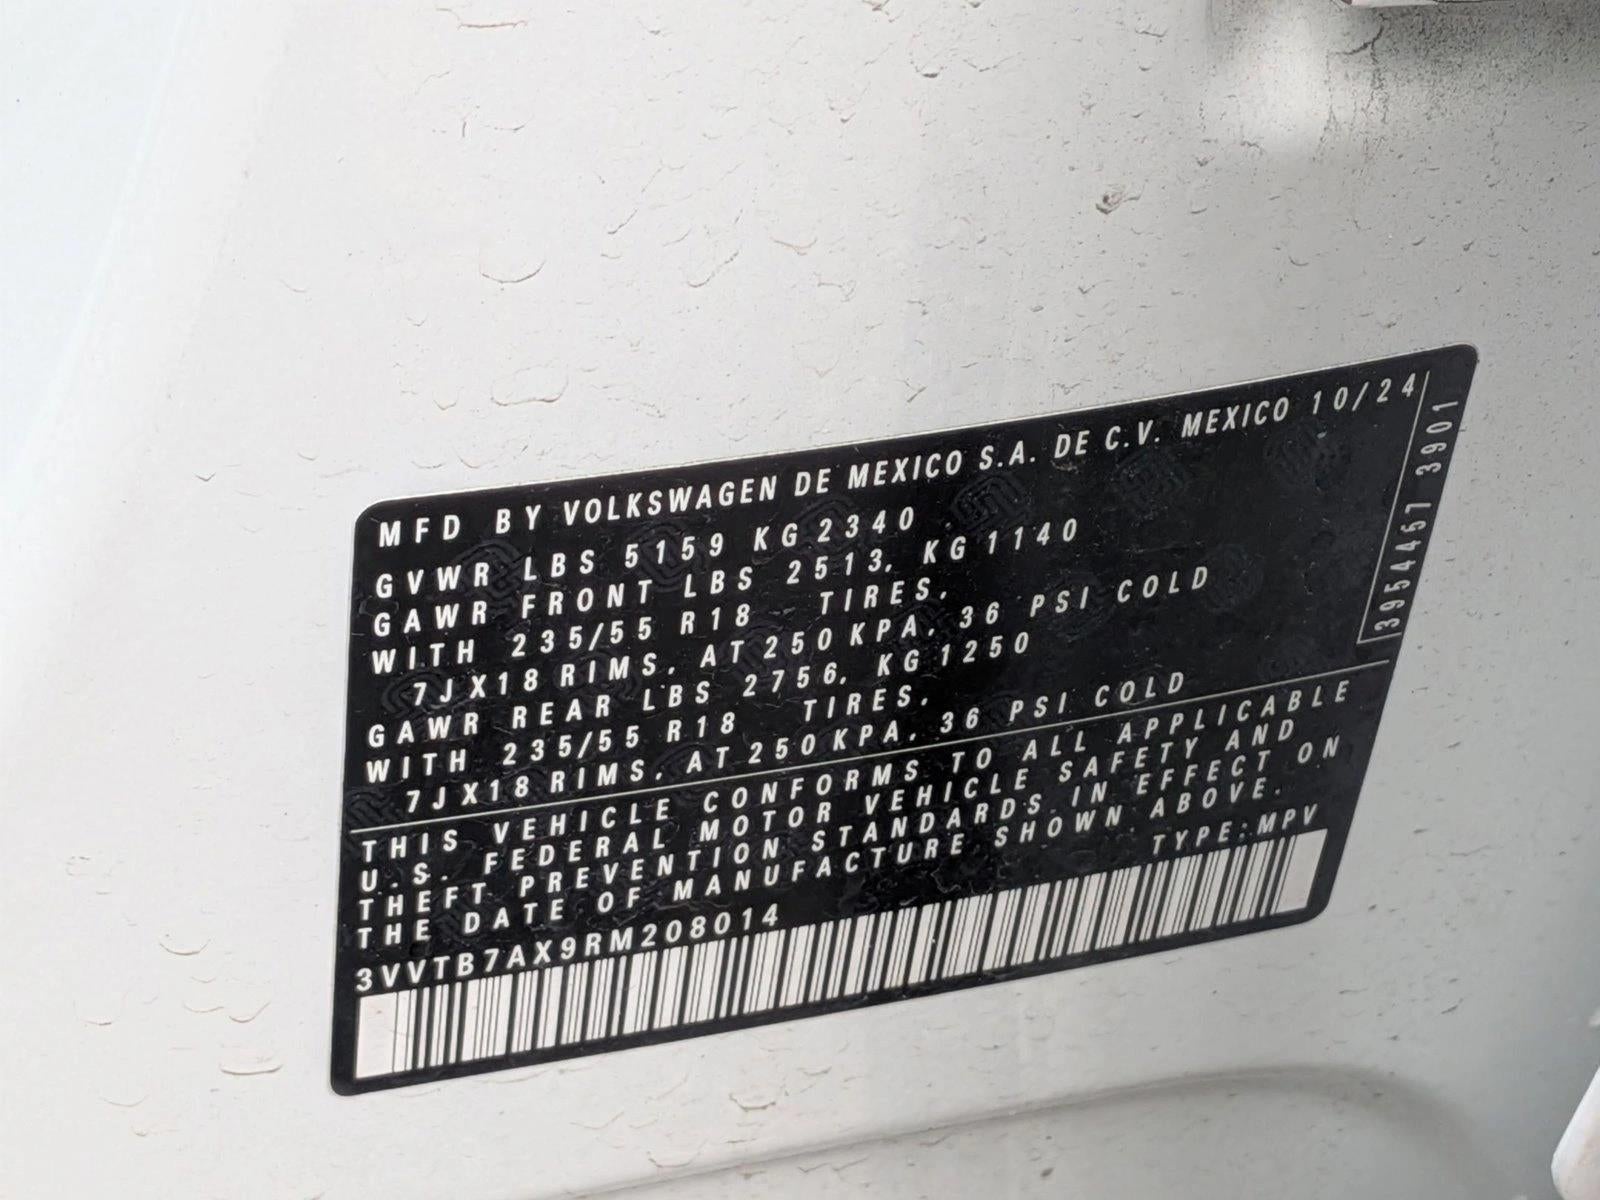 MFD BY VOLKSWAGEN DE MEXICO S.A. DE C.V. MEXICO 10/24
GVWR LBS 5159 KG 2340
GAWR FRONT LBS 2513, KG 1140
WITH 235/55 R18 TIRES,
7JX18 RIMS, AT 250 KPA, 36 PSI COLD
GAWR REAR LBS 2756, KG 1250
WITH 235/55 R18 TIRES,
7JX18 RIMS, AT 250 KPA, 36 PSI COLD
3954457 3901
THIS VEHICLE CONFORMS TO ALL APPLICABLE
U.S. FEDERAL MOTOR VEHICLE SAFETY AND
THEFT PREVENTION STANDARDS IN EFFECT ON
THE DATE OF MANUFACTURE SHOWN ABOVE.
TYPE: MPV
3VVTB7AX9RM208014